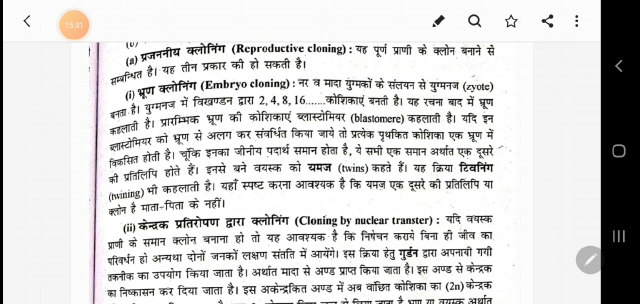 15:31
(a) प्रजननीय क्लोनिंग (Reproductive cloning) : यह पूर्ण प्राणी के क्लोन बनाने से
सम्बन्धित है। यह तीन प्रकार की हो सकती है।
(i) भ्रूण क्लोनिंग (Embryo cloning) : नर व मादा युग्मकों के संलयन से युग्मनज (zyote)
बनता है। युग्मनज में विखण्डन द्वारा 2, 4, 8, 16.......कोशिकाएं बनती है। यह रचना बाद में भ्रूण
कहलाती है। प्रारम्भिक भ्रूण की कोशिकाएं ब्लास्टोमियर (blastomere) कहलाती है। यदि इन
ब्लास्टोमियर को भ्रूण से अलग कर संवर्धित किया जाये तो प्रत्येक पृथकित कोशिका एक भ्रूण में
विकसित होती है। चूंकि इनका जीनीय पदार्थ समान होता है, ये सभी एक समान अर्थात एक दूसरे
की प्रतिलिपि होते हैं। इनसे बने वयस्क को यमज (twins) कहते हैं। यह क्रिया टिवनिंग
(twining) भी कहलाती है। यहाँ स्पष्ट करना आवश्यक है कि यमज एक दूसरे की प्रतिलिपि या
क्लोन है माता-पिता के नहीं।
(ii) केन्द्रक प्रतिरोपण द्वारा क्लोनिंग (Cloning by nuclear transter) : यदि वयस्क
प्राणी के समान क्लोन बनाना हो तो यह आवश्यक है कि निषेचन कराये बिना ही जीव का
परिवर्धन हो अन्यथा दोनों जनकों लक्षण संतति में आयेंगे। इस क्रिया हेतु गुर्डन द्वारा अपनायी गयी
तकनीक का उपयोग किया जाता है। अर्थात मादा से अण्ड प्राप्त किया जाता है। इस अण्ड से केन्द्रक
का निष्कासन कर दिया जाता है। इस अकेन्द्रकित अण्ड में अब वांछित कोशिका का (2n) केन्द्रक